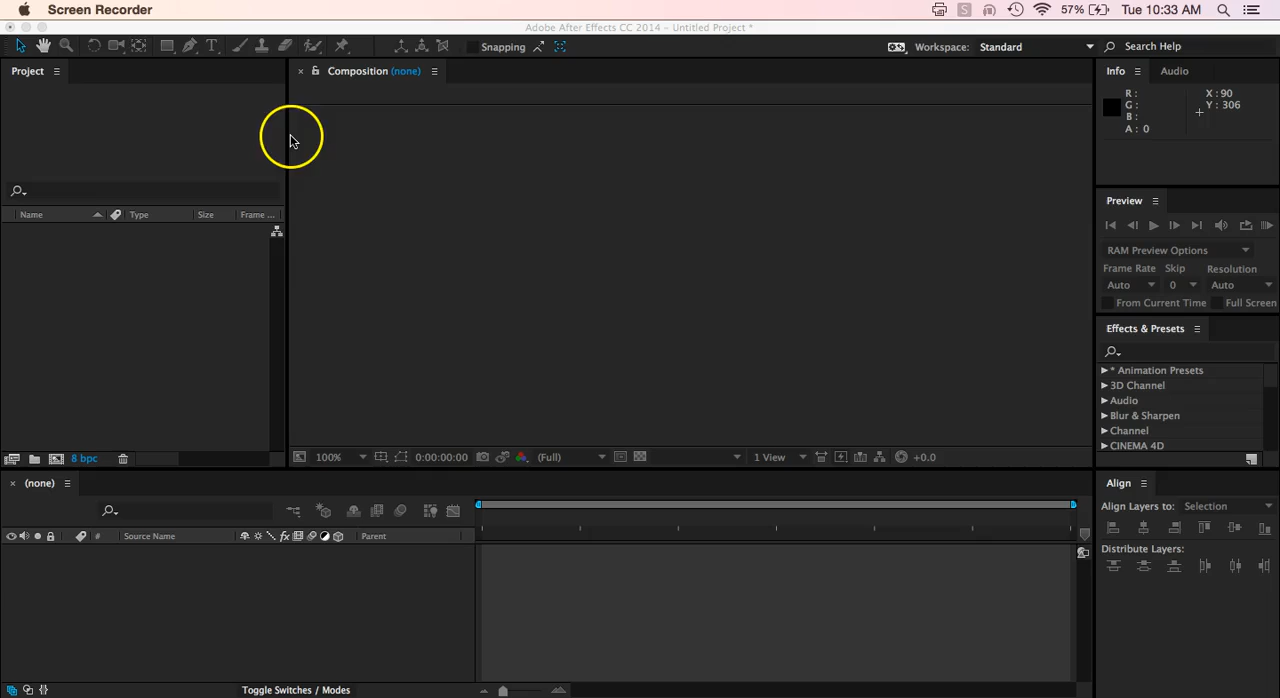 Screen Recorder 57% Tue 10:33 AM
Adobe After Effects CC 2014 – Untitled Project *
T Snapping Workspace: Standard Search Help
Project
Composition (none)
Info Audio
R : X : 90
G : Y : 306
B :
A : 0
Preview
Name Type Size Frame ...
RAM Preview Options
Frame Rate Skip Resolution
Auto 0 Auto
From Current Time Full Screen
Effects & Presets
* Animation Presets
3D Channel
Audio
Blur & Sharpen
Channel
CINEMA 4D
8 bpc
100% 0:00:00:00 (Full) 1 View +0.0
(none)
Align
Align Layers to: Selection
# Source Name fx Parent
Distribute Layers:
Toggle Switches / Modes